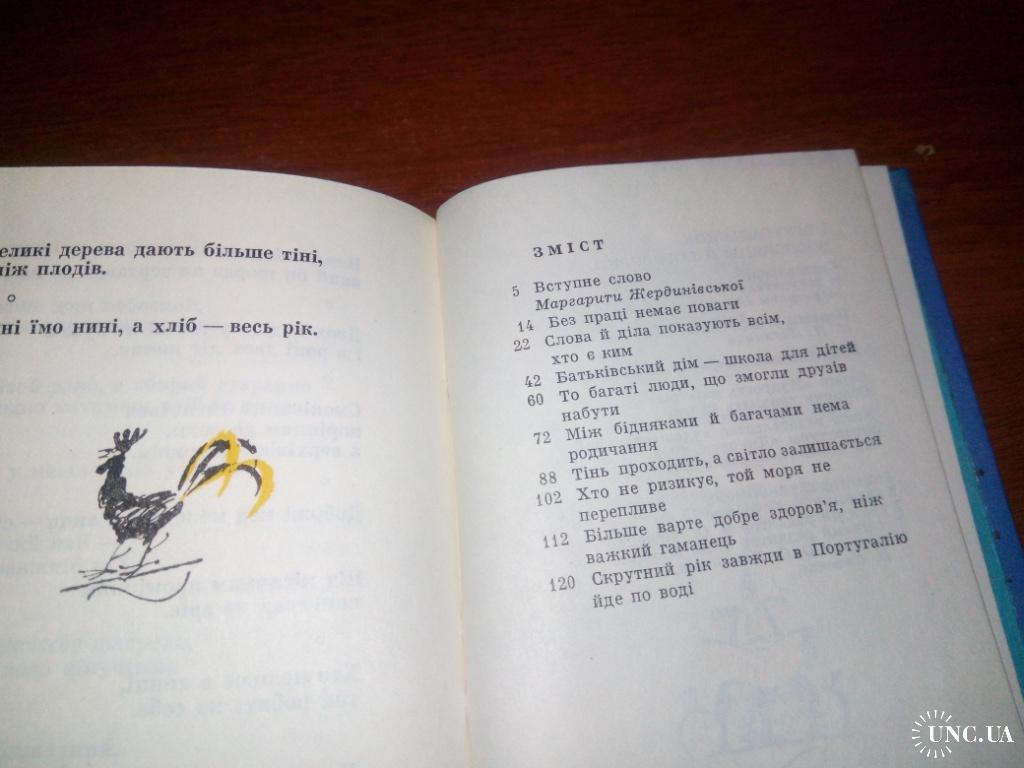 еликі дерева дають більше тіні,
ніж плодів.
ні їмо нині, а хліб — весь рік.
ЗМІСТ
5 Вступне слово
Маргарити Жердинівської
14 Без праці немає поваги
22 Слова й діла показують всім,
хто є ким
42 Батьківський дім — школа для дітей
60 То багаті люди, що змогли друзів
набути
72 Між бідняками й багачами нема
родичання
88 Тінь проходить, а світло залишається
102 Хто не ризикує, той моря не
перепливе
112 Більше варте добре здоров'я, ніж
важкий гаманець
120 Скрутний рік завжди в Португалію
йде по воді
UNC.UA